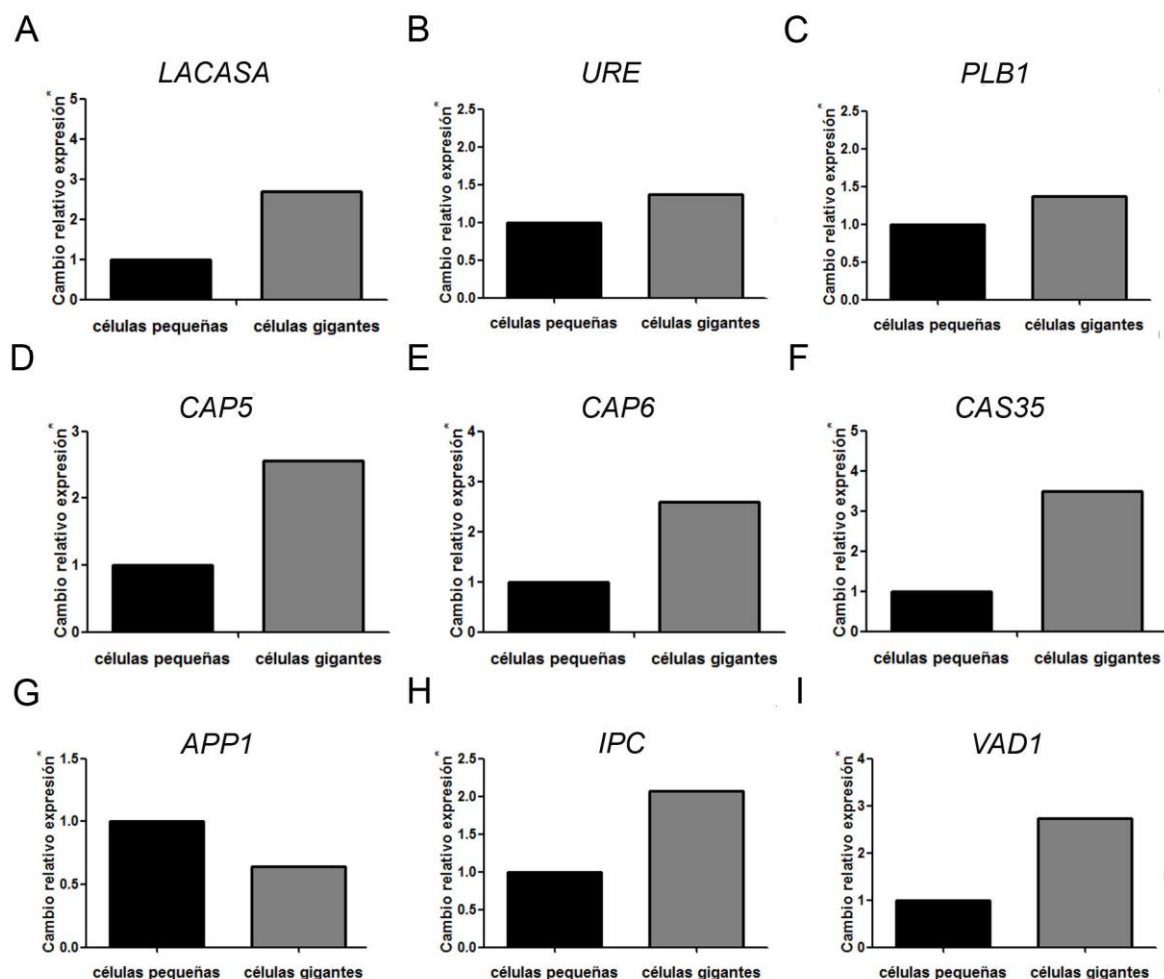 A
LACASA
Cambio relativo expresión*
5
4
3
2
1
0
células pequeñas
células gigantes
B
URE
Cambio relativo expresión*
2.5
2.0
1.5
1.0
0.5
0.0
células pequeñas
células gigantes
C
PLB1
Cambio relativo expresión*
2.5
2.0
1.5
1.0
0.5
0.0
células pequeñas
células gigantes
D
CAP5
Cambio relativo expresión*
3
2
1
0
células pequeñas
células gigantes
E
CAP6
Cambio relativo expresión*
4
3
2
1
0
células pequeñas
células gigantes
F
CAS35
Cambio relativo expresión*
5
4
3
2
1
0
células pequeñas
células gigantes
G
APP1
Cambio relativo expresión*
1.5
1.0
0.5
0.0
células pequeñas
células gigantes
H
IPC
Cambio relativo expresión*
2.5
2.0
1.5
1.0
0.5
0.0
células pequeñas
células gigantes
I
VAD1
Cambio relativo expresión*
4
3
2
1
0
células pequeñas
células gigantes